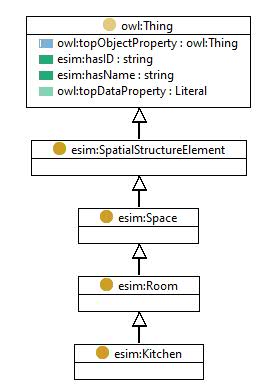 owl:Thing
owl:topObjectProperty : owl:Thing
esim:hasID : string
esim:hasName : string
owl:topDataProperty : Literal
esim:SpatialStructureElement
esim:Space
esim:Room
esim:Kitchen